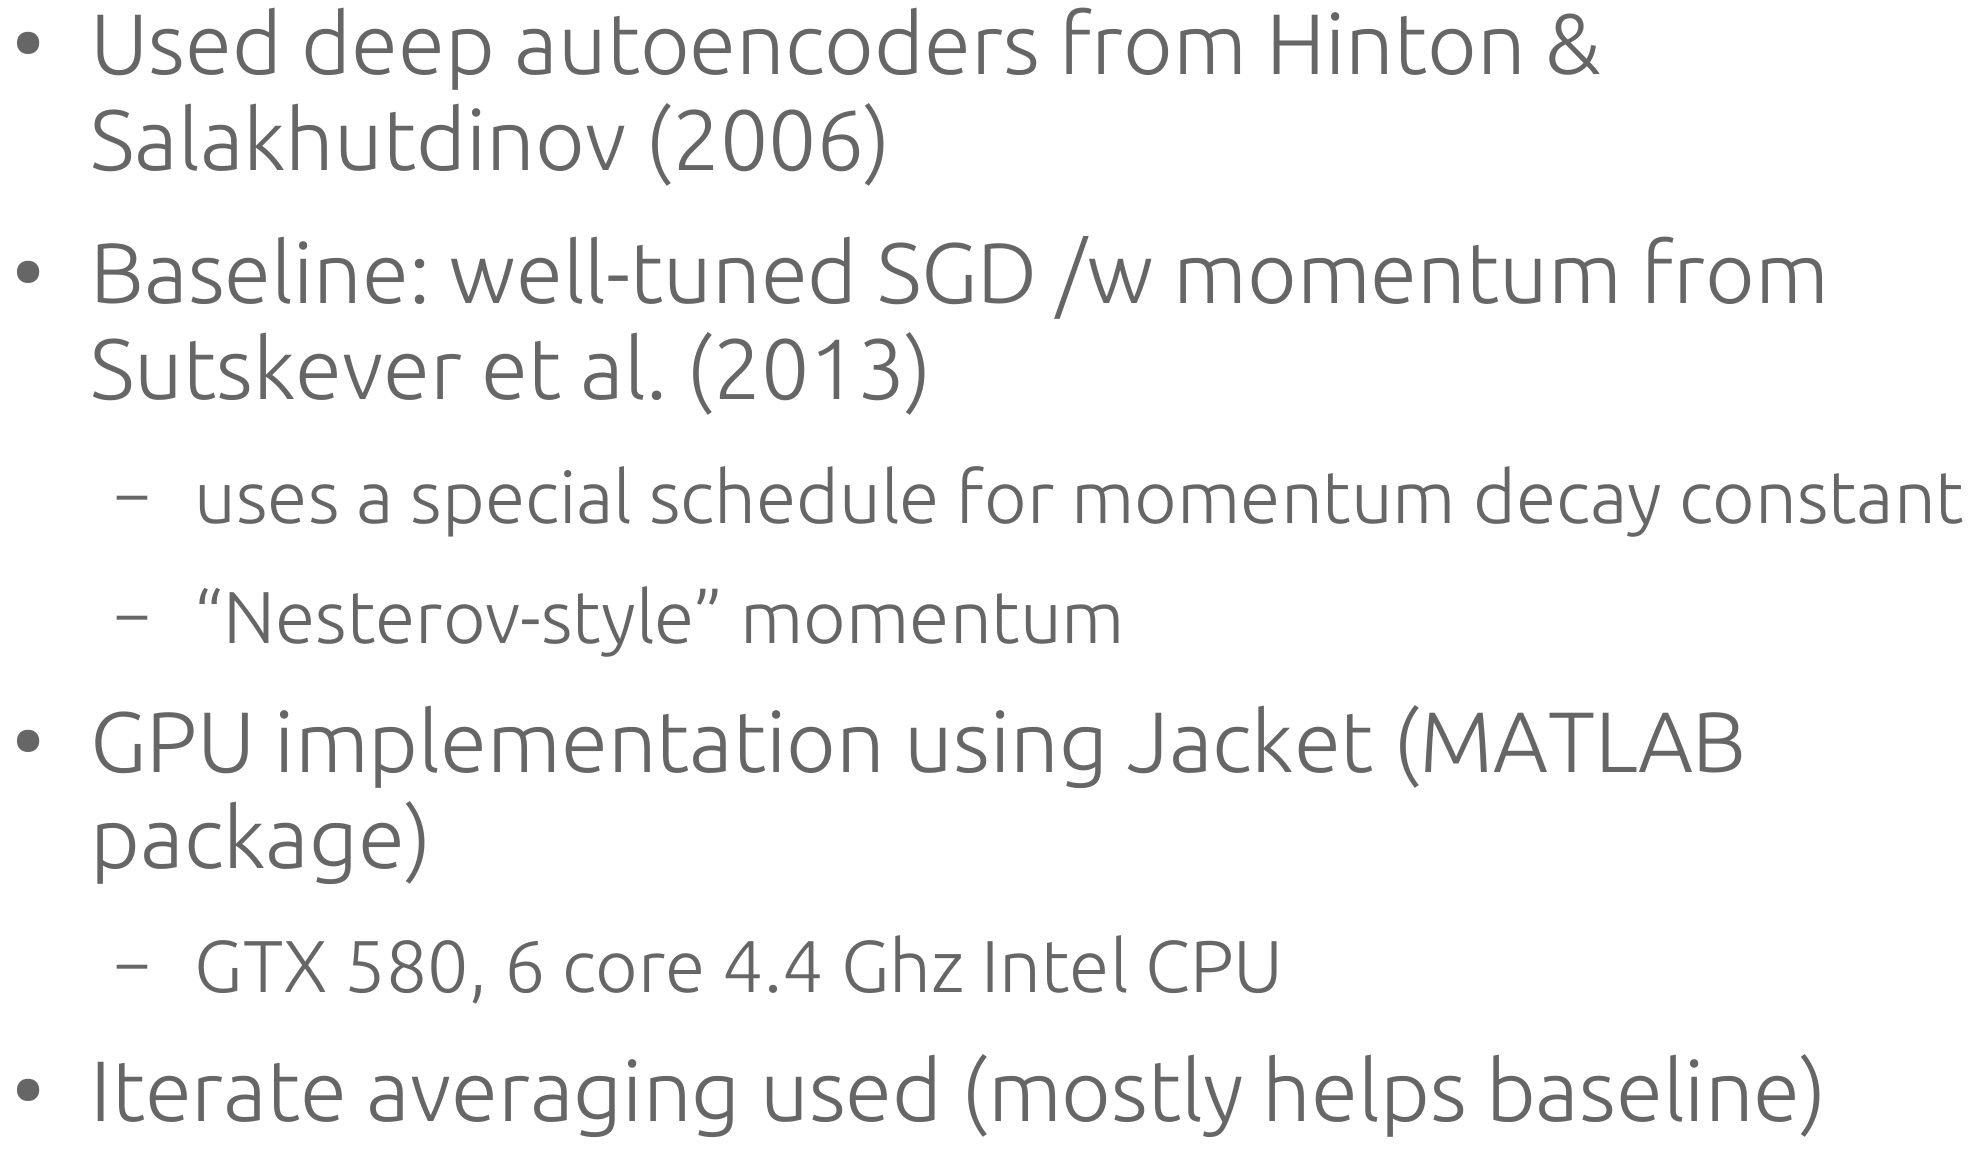 • Used deep autoencoders from Hinton &
Salakhutdinov (2006)
• Baseline: well-tuned SGD /w momentum from
Sutskever et al. (2013)
– uses a special schedule for momentum decay constant
– “Nesterov-style” momentum
• GPU implementation using Jacket (MATLAB
package)
– GTX 580, 6 core 4.4 Ghz Intel CPU
• Iterate averaging used (mostly helps baseline)